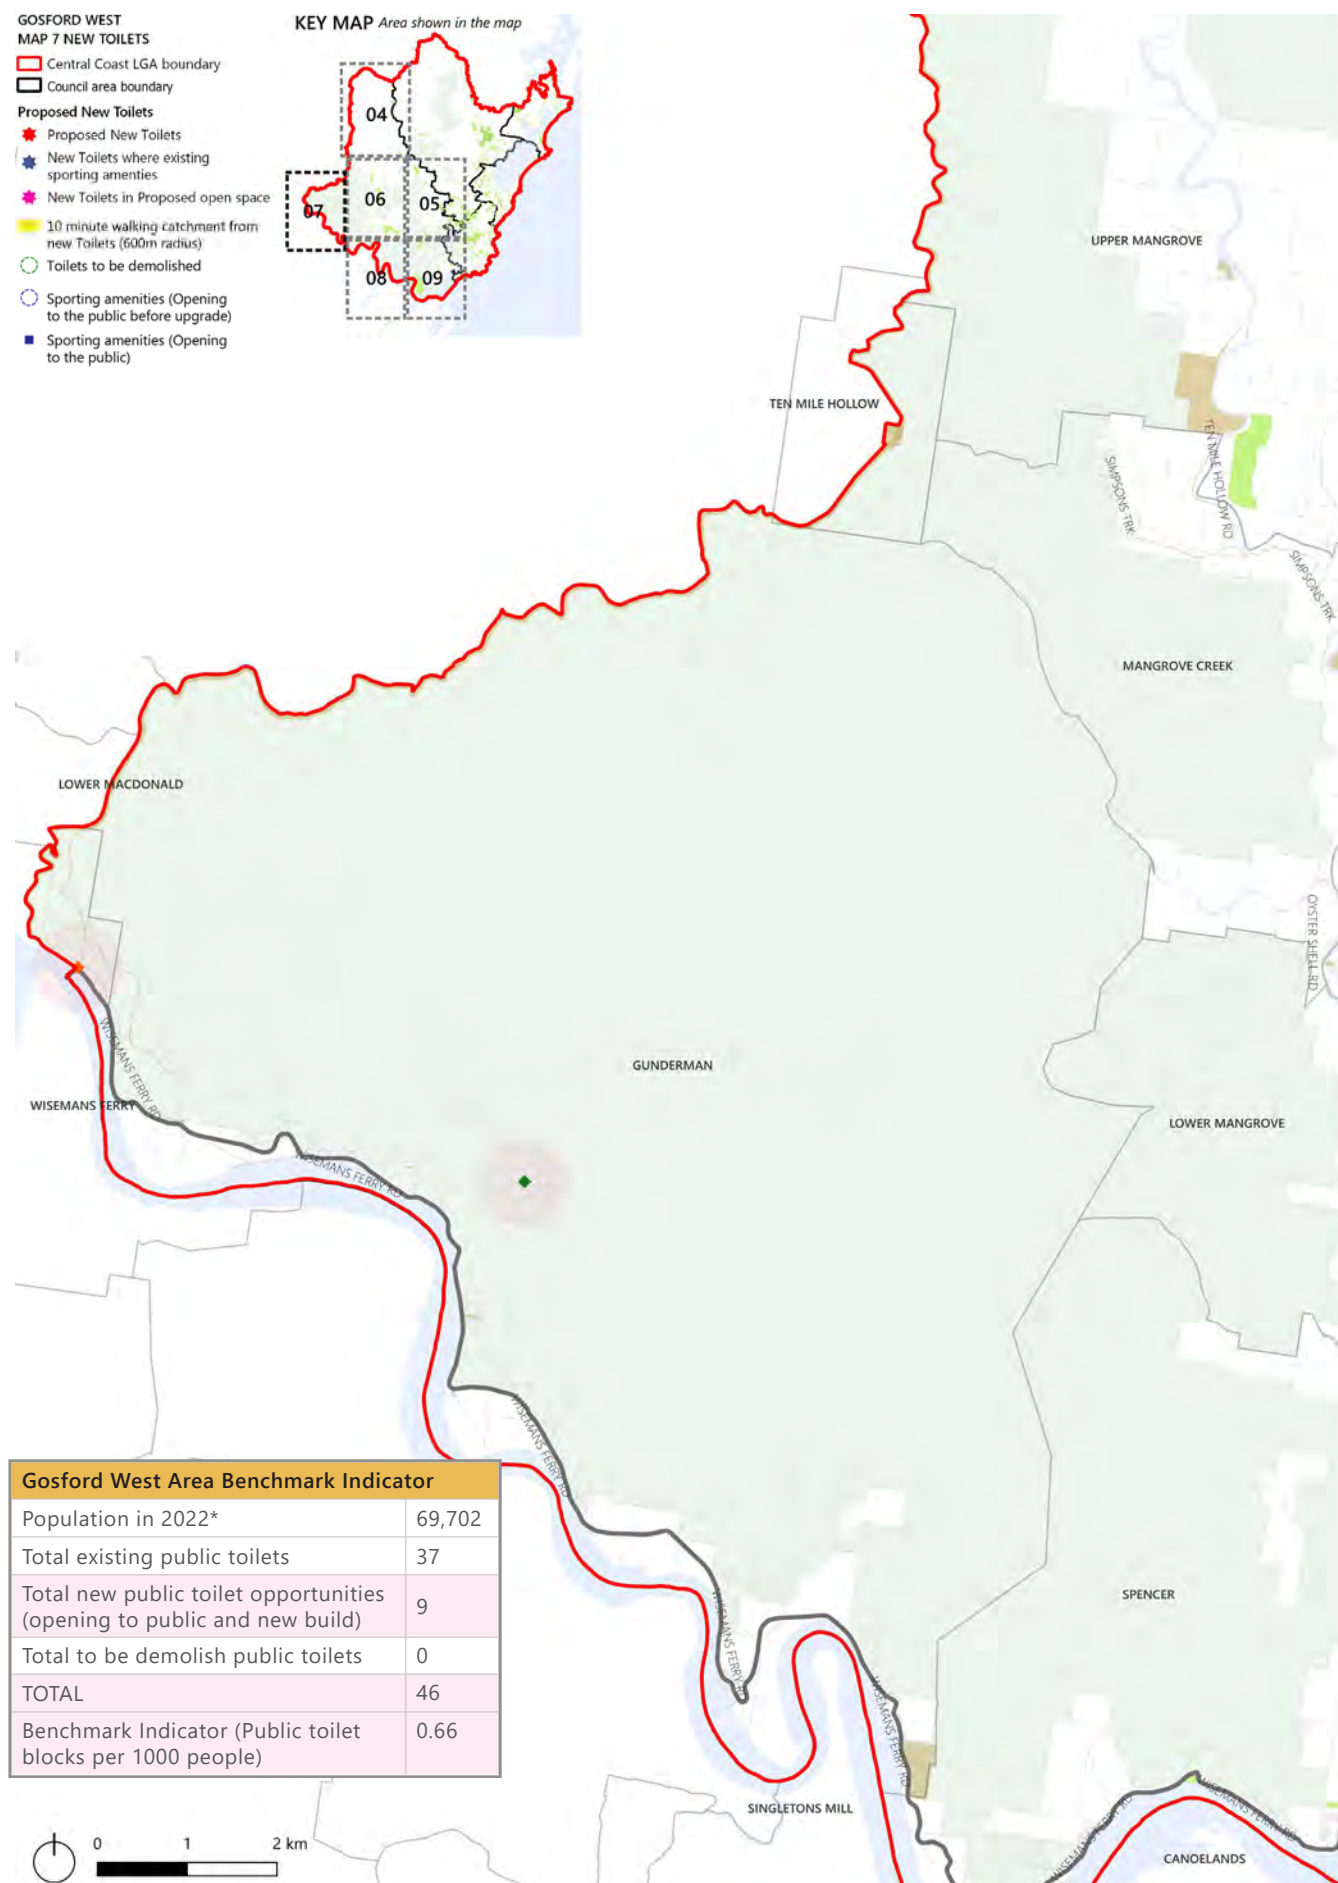 GOSFORD WEST
MAP 7 NEW TOILETS
Central Coast LGA boundary
Council area boundary
Proposed New Toilets
Proposed New Toilets
New Toilets where existing
sporting amenties
New Toilets in Proposed open space
10 minute walking catchment from
new Toilets (600m radius)
Toilets to be demolished
Sporting amenities (Opening
to the public before upgrade)
Sporting amenities (Opening
to the public)
KEY MAP Area shown in the map
04
07
06
05
08
09
UPPER MANGROVE
TEN MILE HOLLOW
TEN MILE HOLLOW RD
SIMPSONS TRK
SIMPSONS TRK
MANGROVE CREEK
LOWER MACDONALD
OYSTER SHELL RD
WISEMANS FERRY RD
GUNDERMAN
WISEMANS FERRY
LOWER MANGROVE
WISEMANS FERRY RD
WISEMANS FERRY RD
Gosford West Area Benchmark Indicator
Population in 2022* 69,702
Total existing public toilets 37
Total new public toilet opportunities
(opening to public and new build) 9
Total to be demolish public toilets 0
TOTAL 46
Benchmark Indicator (Public toilet
blocks per 1000 people) 0.66
WISEMANS FERRY RD
SPENCER
WISEMANS FERRY RD
SINGLETONS MILL
WISEMANS FERRY RD
WISEMANS FERRY RD
CANOELANDS
0 1 2 km